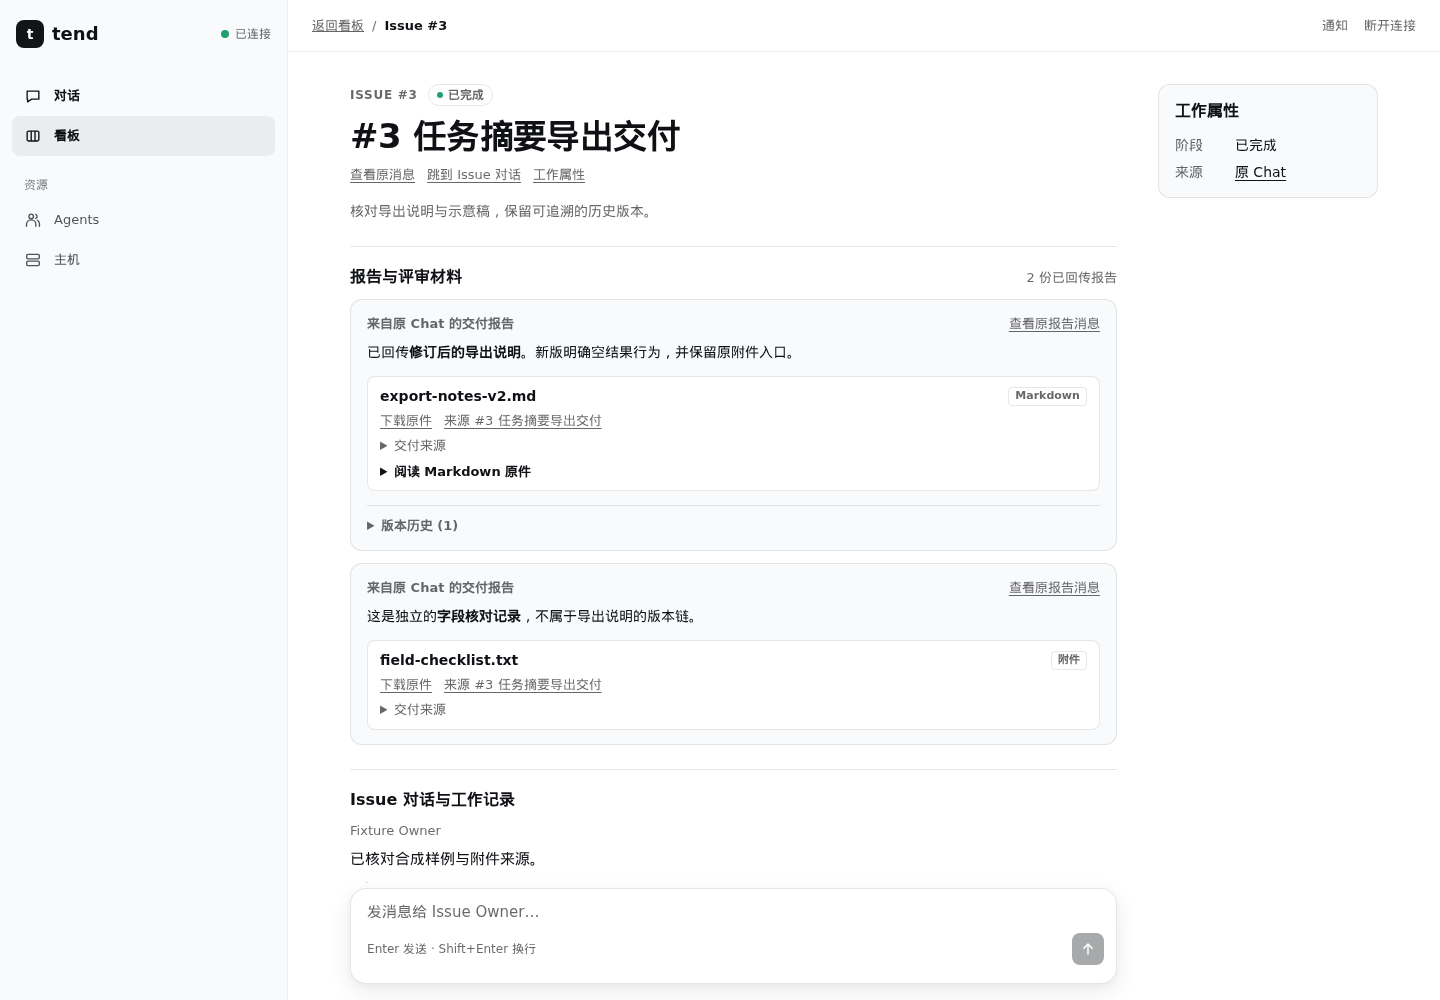 t tend
已连接
对话
看板
资源
Agents
主机
返回看板 / Issue #3
通知 断开连接
ISSUE #3 已完成
#3 任务摘要导出交付
查看原消息 跳到 Issue 对话 工作属性
核对导出说明与示意稿，保留可追溯的历史版本。
报告与评审材料 2 份已回传报告
来自原 Chat 的交付报告 查看原报告消息
已回传修订后的导出说明。新版明确空结果行为，并保留原附件入口。
export-notes-v2.md Markdown
下载原件 来源 #3 任务摘要导出交付
▶ 交付来源
▶ 阅读 Markdown 原件
▶ 版本历史 (1)
来自原 Chat 的交付报告 查看原报告消息
这是独立的字段核对记录，不属于导出说明的版本链。
field-checklist.txt 附件
下载原件 来源 #3 任务摘要导出交付
▶ 交付来源
Issue 对话与工作记录
Fixture Owner
已核对合成样例与附件来源。
发消息给 Issue Owner…
Enter 发送 · Shift+Enter 换行
工作属性
阶段 已完成
来源 原 Chat